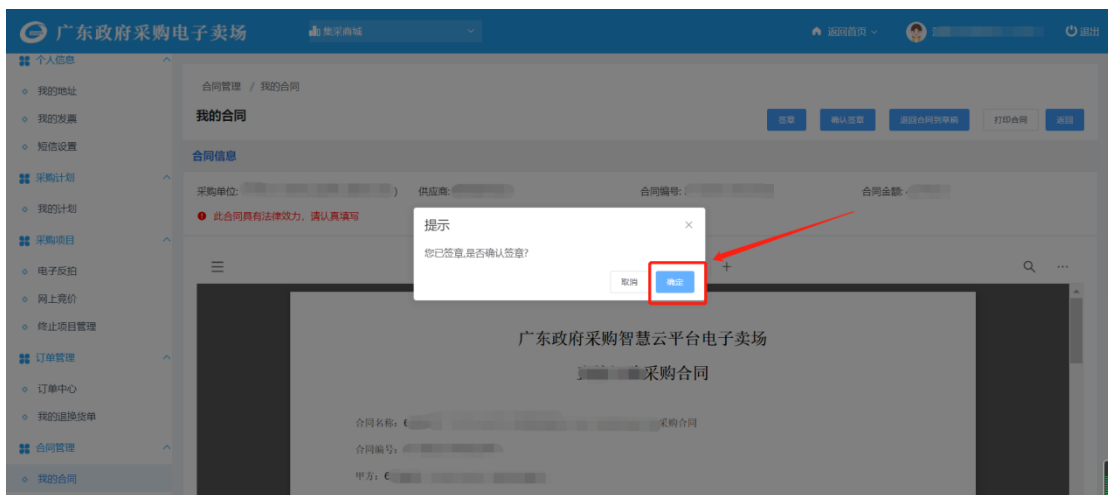 广东政府采购电子卖场
集采商城
返回首页
退出
个人信息
我的地址
我的发票
短信设置
采购计划
我的计划
采购项目
电子反拍
网上竞价
终止项目管理
订单管理
订单中心
我的退换货单
合同管理
我的合同
合同管理 / 我的合同
我的合同
签章 确认签章 退回合同到草稿 打印合同 返回
合同信息
采购单位: ) 供应商: 合同编号: 合同金额:
此合同具有法律效力，请认真填写
提示
您已签章,是否确认签章?
取消 确定
广东政府采购智慧云平台电子卖场
采购合同
合同名称: 采购合同
合同编号:
甲方: